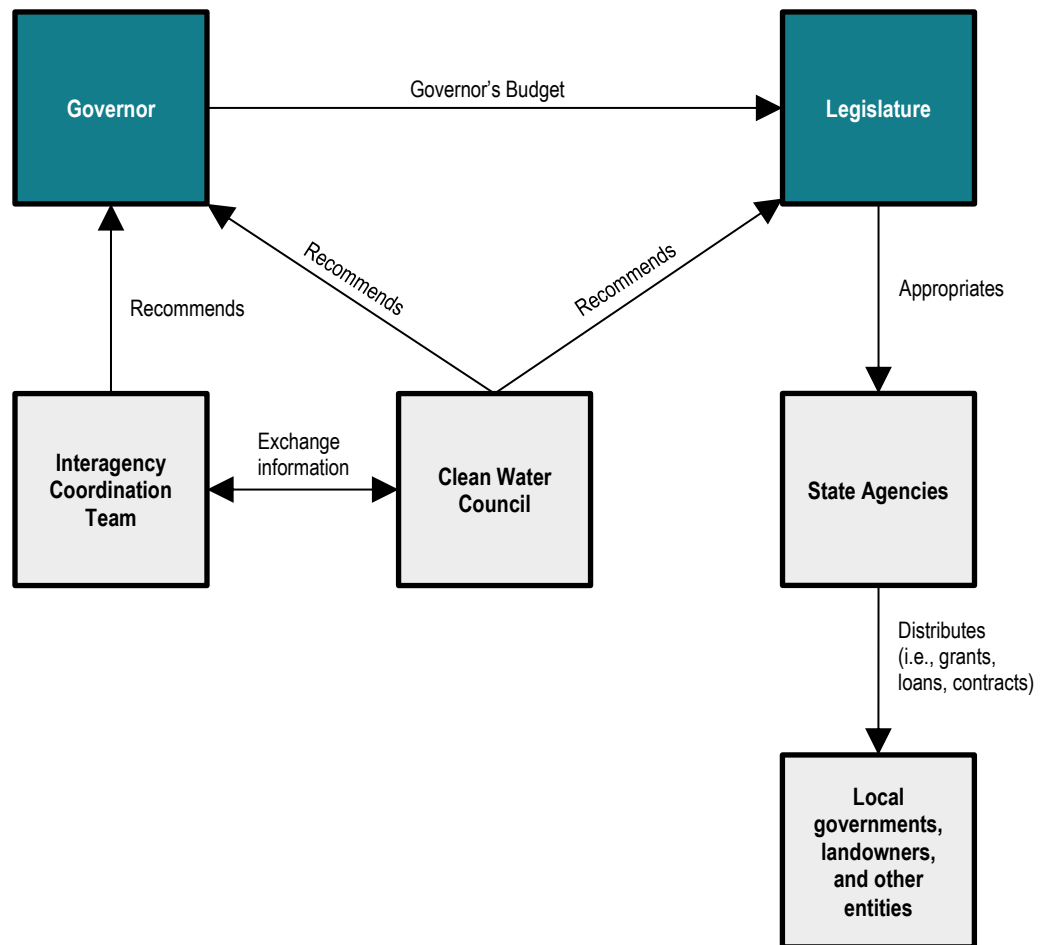 Governor
Governor’s Budget
Legislature
Recommends
Recommends
Recommends
Appropriates
Interagency
Coordination
Team
Exchange
information
Clean Water
Council
State Agencies
Distributes
(i.e., grants,
loans, contracts)
Local
governments,
landowners,
and other
entities